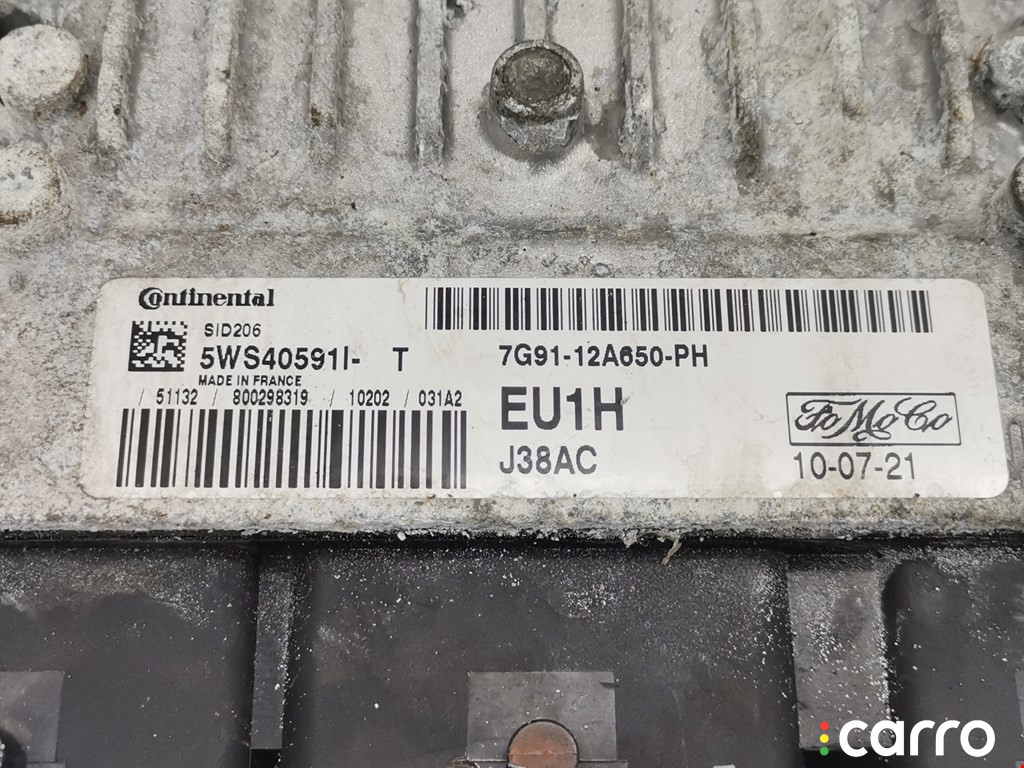 Continental
SID206
5WS40591I- T
MADE IN FRANCE
/ 51132 / 800298319 / 10202 / 031A2
7G91-12A650-PH
EU1H
J38AC
FoMoCo
10-07-21
carro